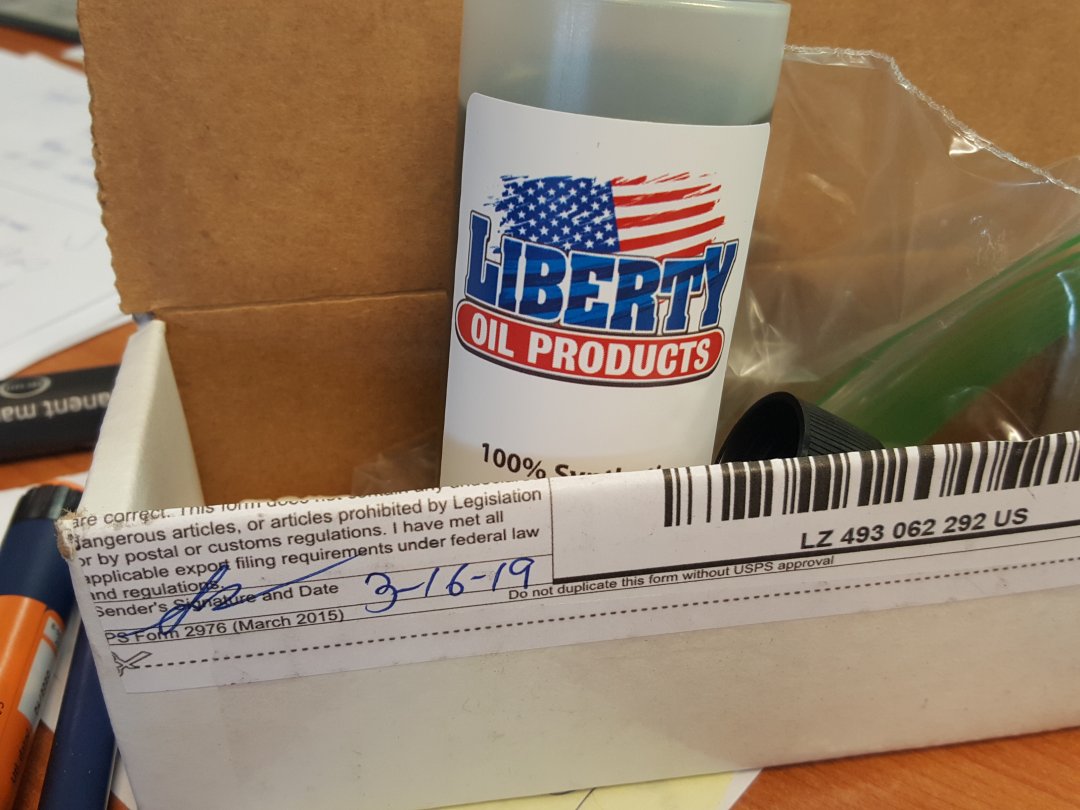 LIBERTY
OIL PRODUCTS
100%
are correct. This form does not
dangerous articles, or articles prohibited by Legislation
or by postal or customs regulations. I have met all
applicable export filing requirements under federal law
and regulations.
Sender's Signature and Date 3-16-19
PS Form 2976 (March 2015)
Do not duplicate this form without USPS approval
LZ 493 062 292 US
anent ma